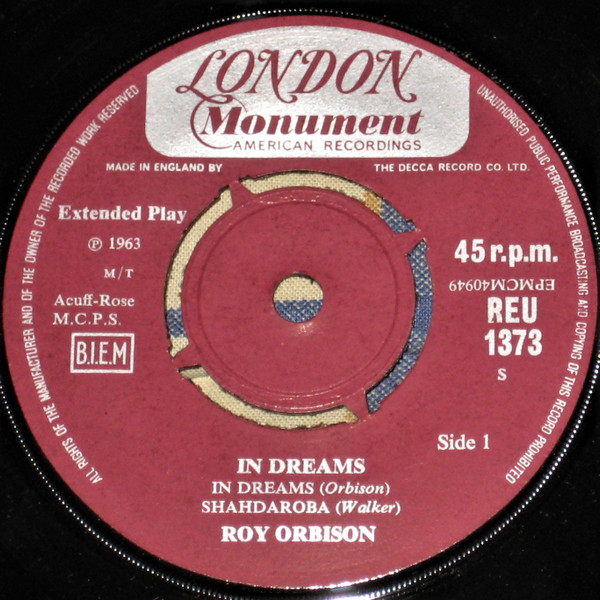 LONDON
Monument
AMERICAN RECORDINGS
MADE IN ENGLAND BY THE DECCA RECORD CO. LTD.
ALL RIGHTS OF THE MANUFACTURER AND OF THE OWNER OF THE RECORDED WORK RESERVED
UNAUTHORISED PUBLIC PERFORMANCE BROADCASTING AND COPYING OF THIS RECORD PROHIBITED
Extended Play
℗ 1963
M/T
Acuff-Rose
M.C.P.S.
B.I.E.M
45 r.p.m.
EPMCM40949
REU
1373
S
Side 1
IN DREAMS
IN DREAMS (Orbison)
SHAHDAROBA (Walker)
ROY ORBISON